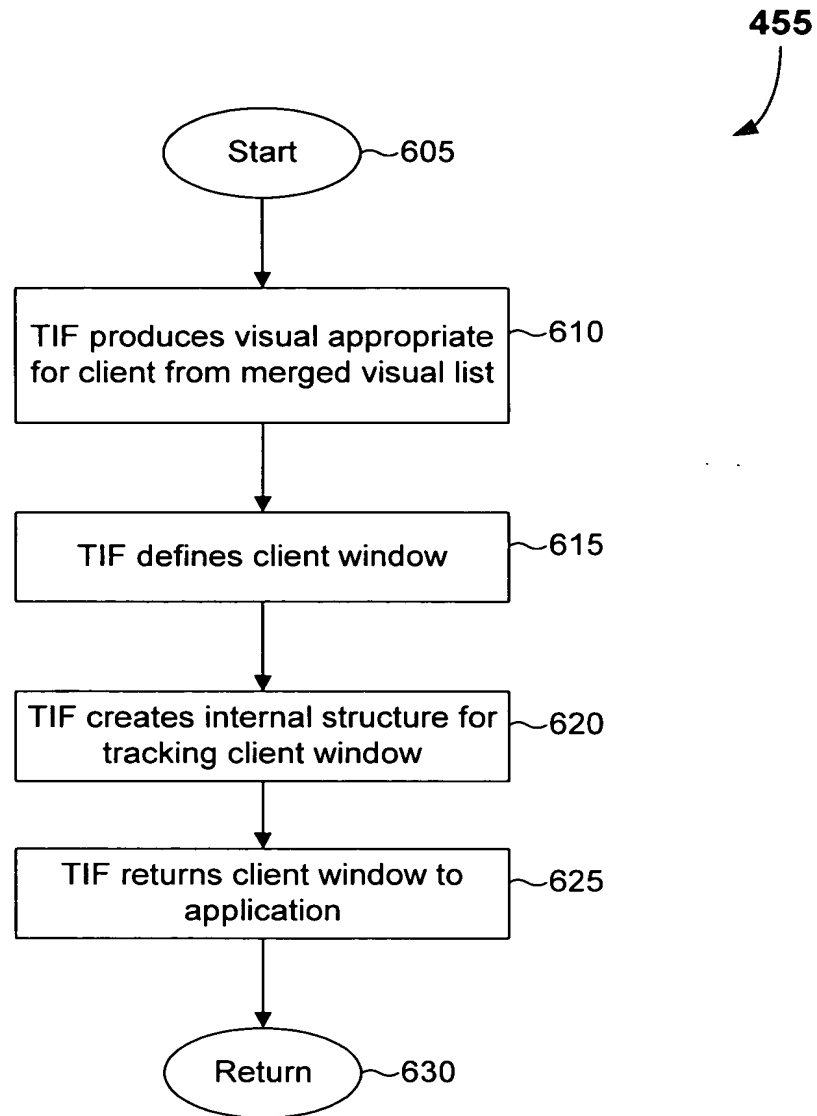 455
Start
605
TIF produces visual appropriate
for client from merged visual list
610
TIF defines client window
615
TIF creates internal structure for
tracking client window
620
TIF returns client window to
application
625
Return
630